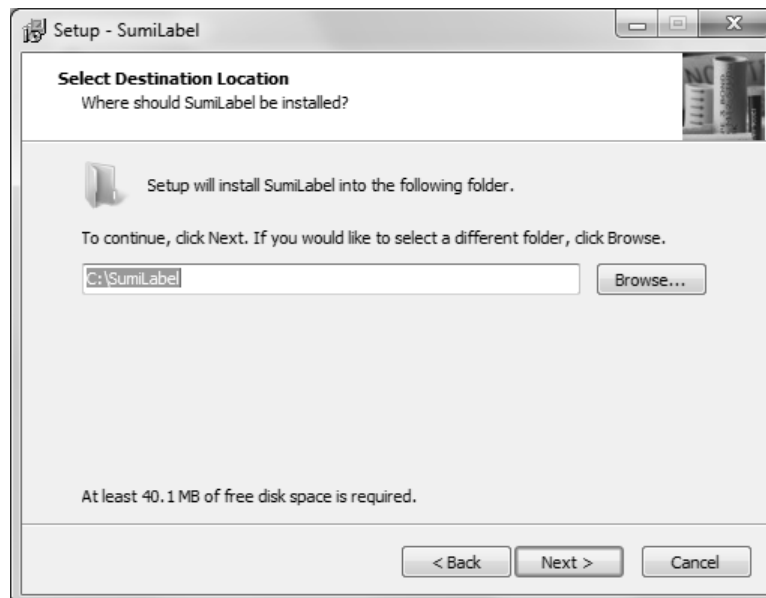 Setup - SumiLabel
Select Destination Location
Where should SumiLabel be installed?
Setup will install SumiLabel into the following folder.
To continue, click Next. If you would like to select a different folder, click Browse.
C:\SumiLabel
Browse...
At least 40.1 MB of free disk space is required.
< Back
Next >
Cancel